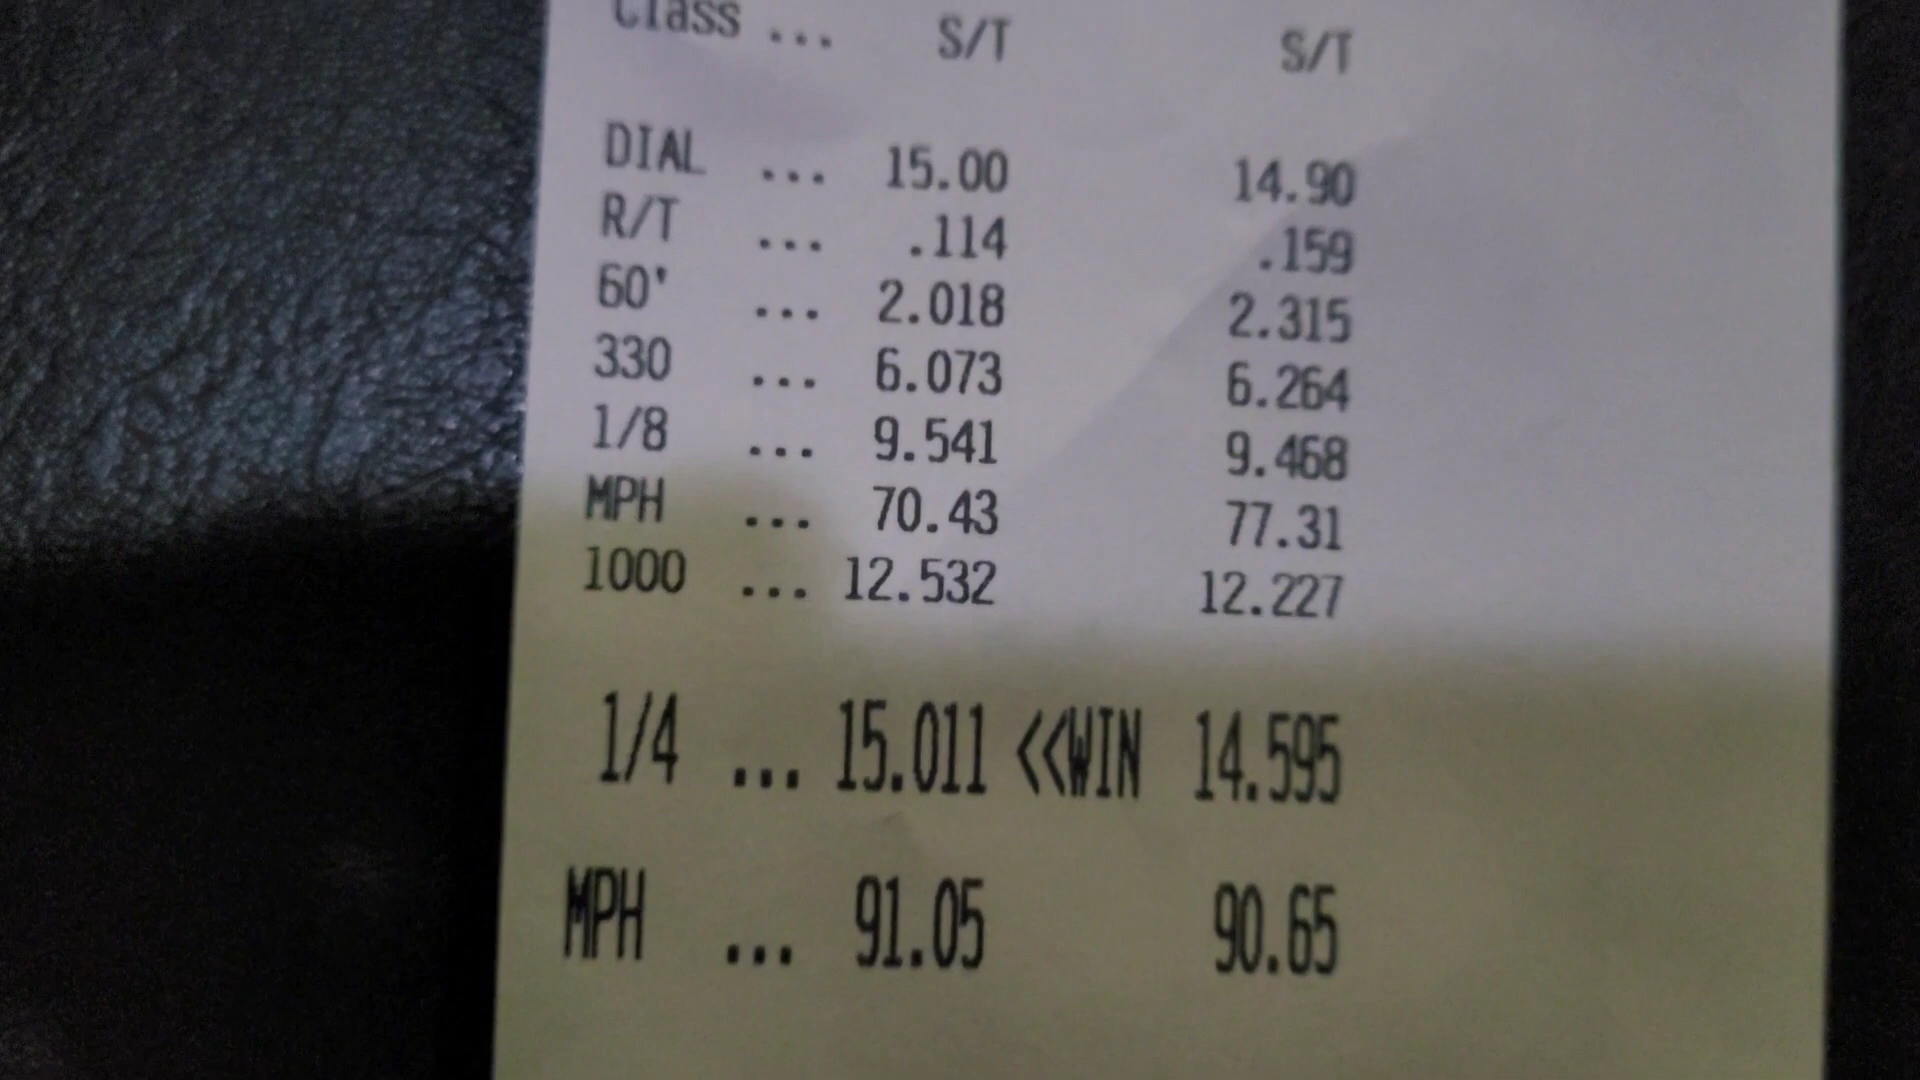 Class ... S/T S/T
DIAL ... 15.00 14.90
R/T ... .114 .159
60' ... 2.018 2.315
330 ... 6.073 6.264
1/8 ... 9.541 9.468
MPH ... 70.43 77.31
1000 ... 12.532 12.227
1/4 ... 15.011 <<WIN 14.595
MPH ... 91.05 90.65